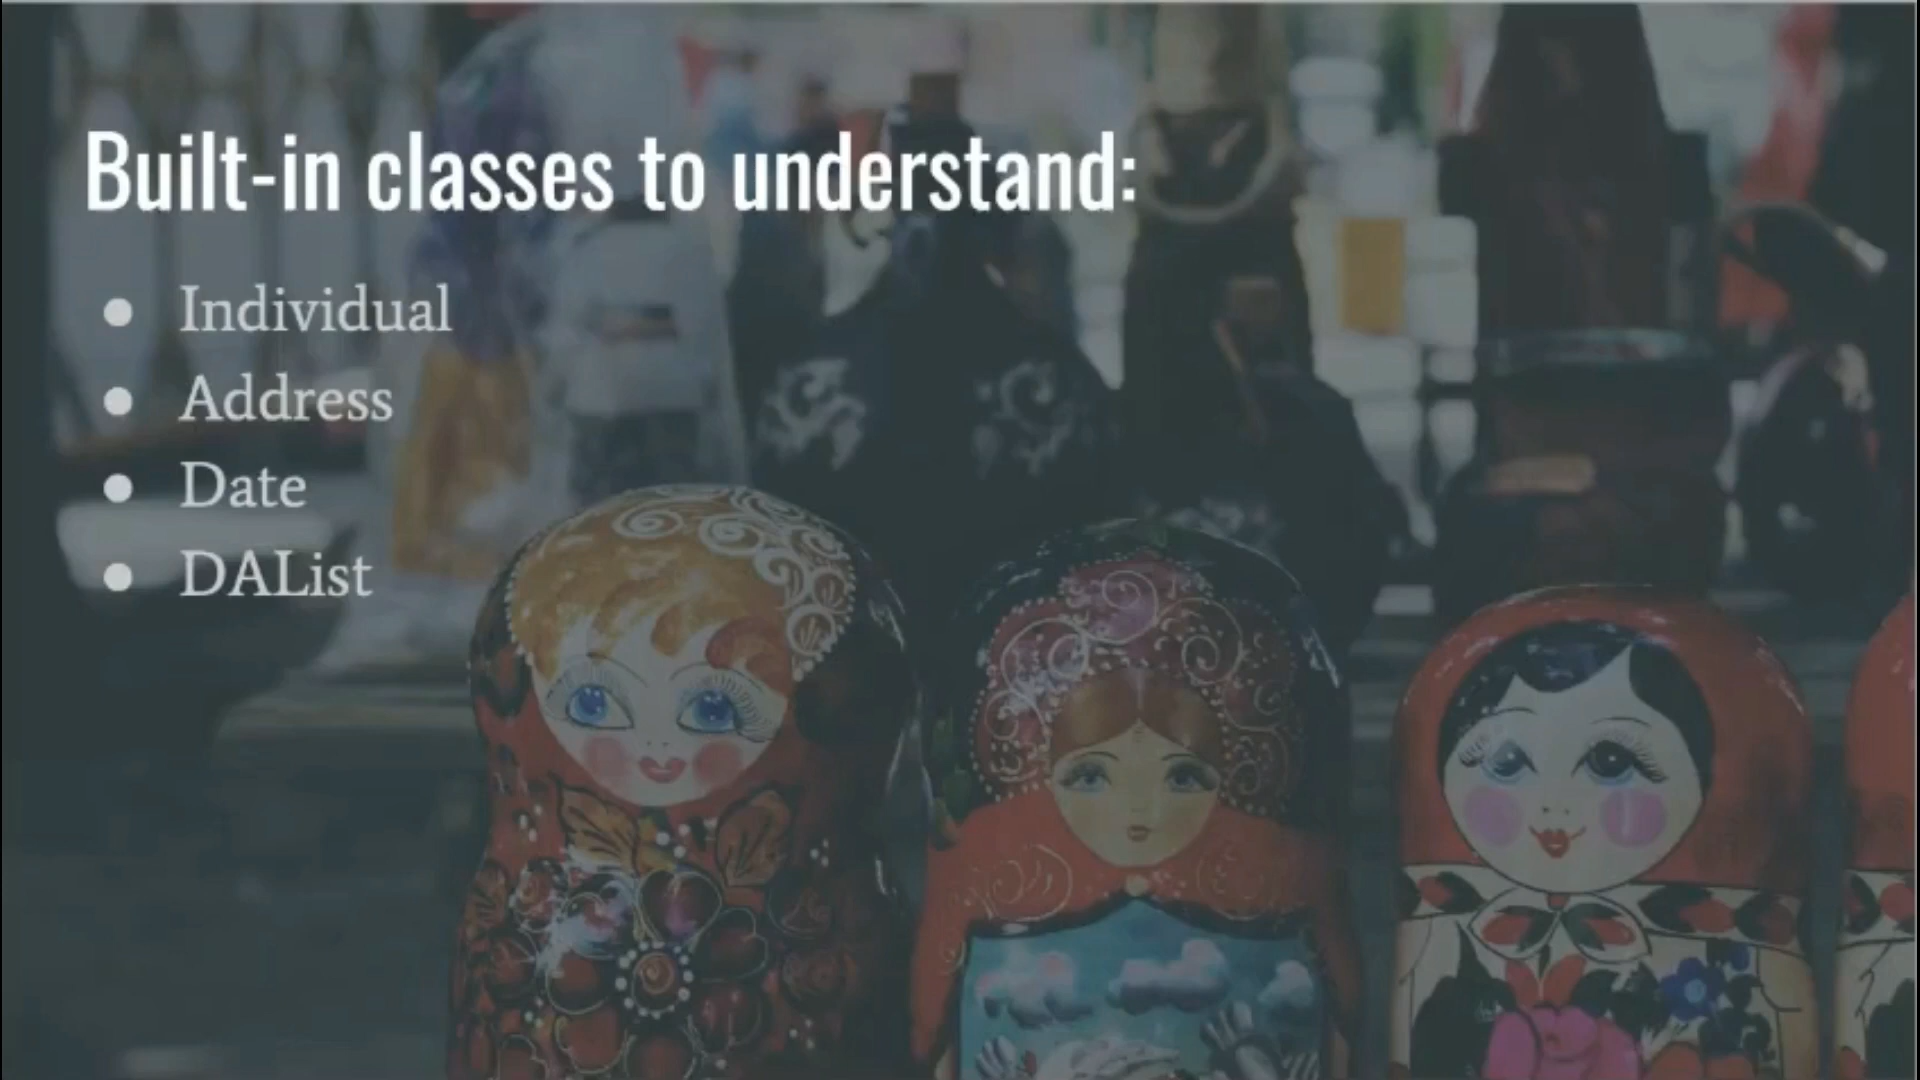 Built-in classes to understand:
● Individual
● Address
● Date
● DAList